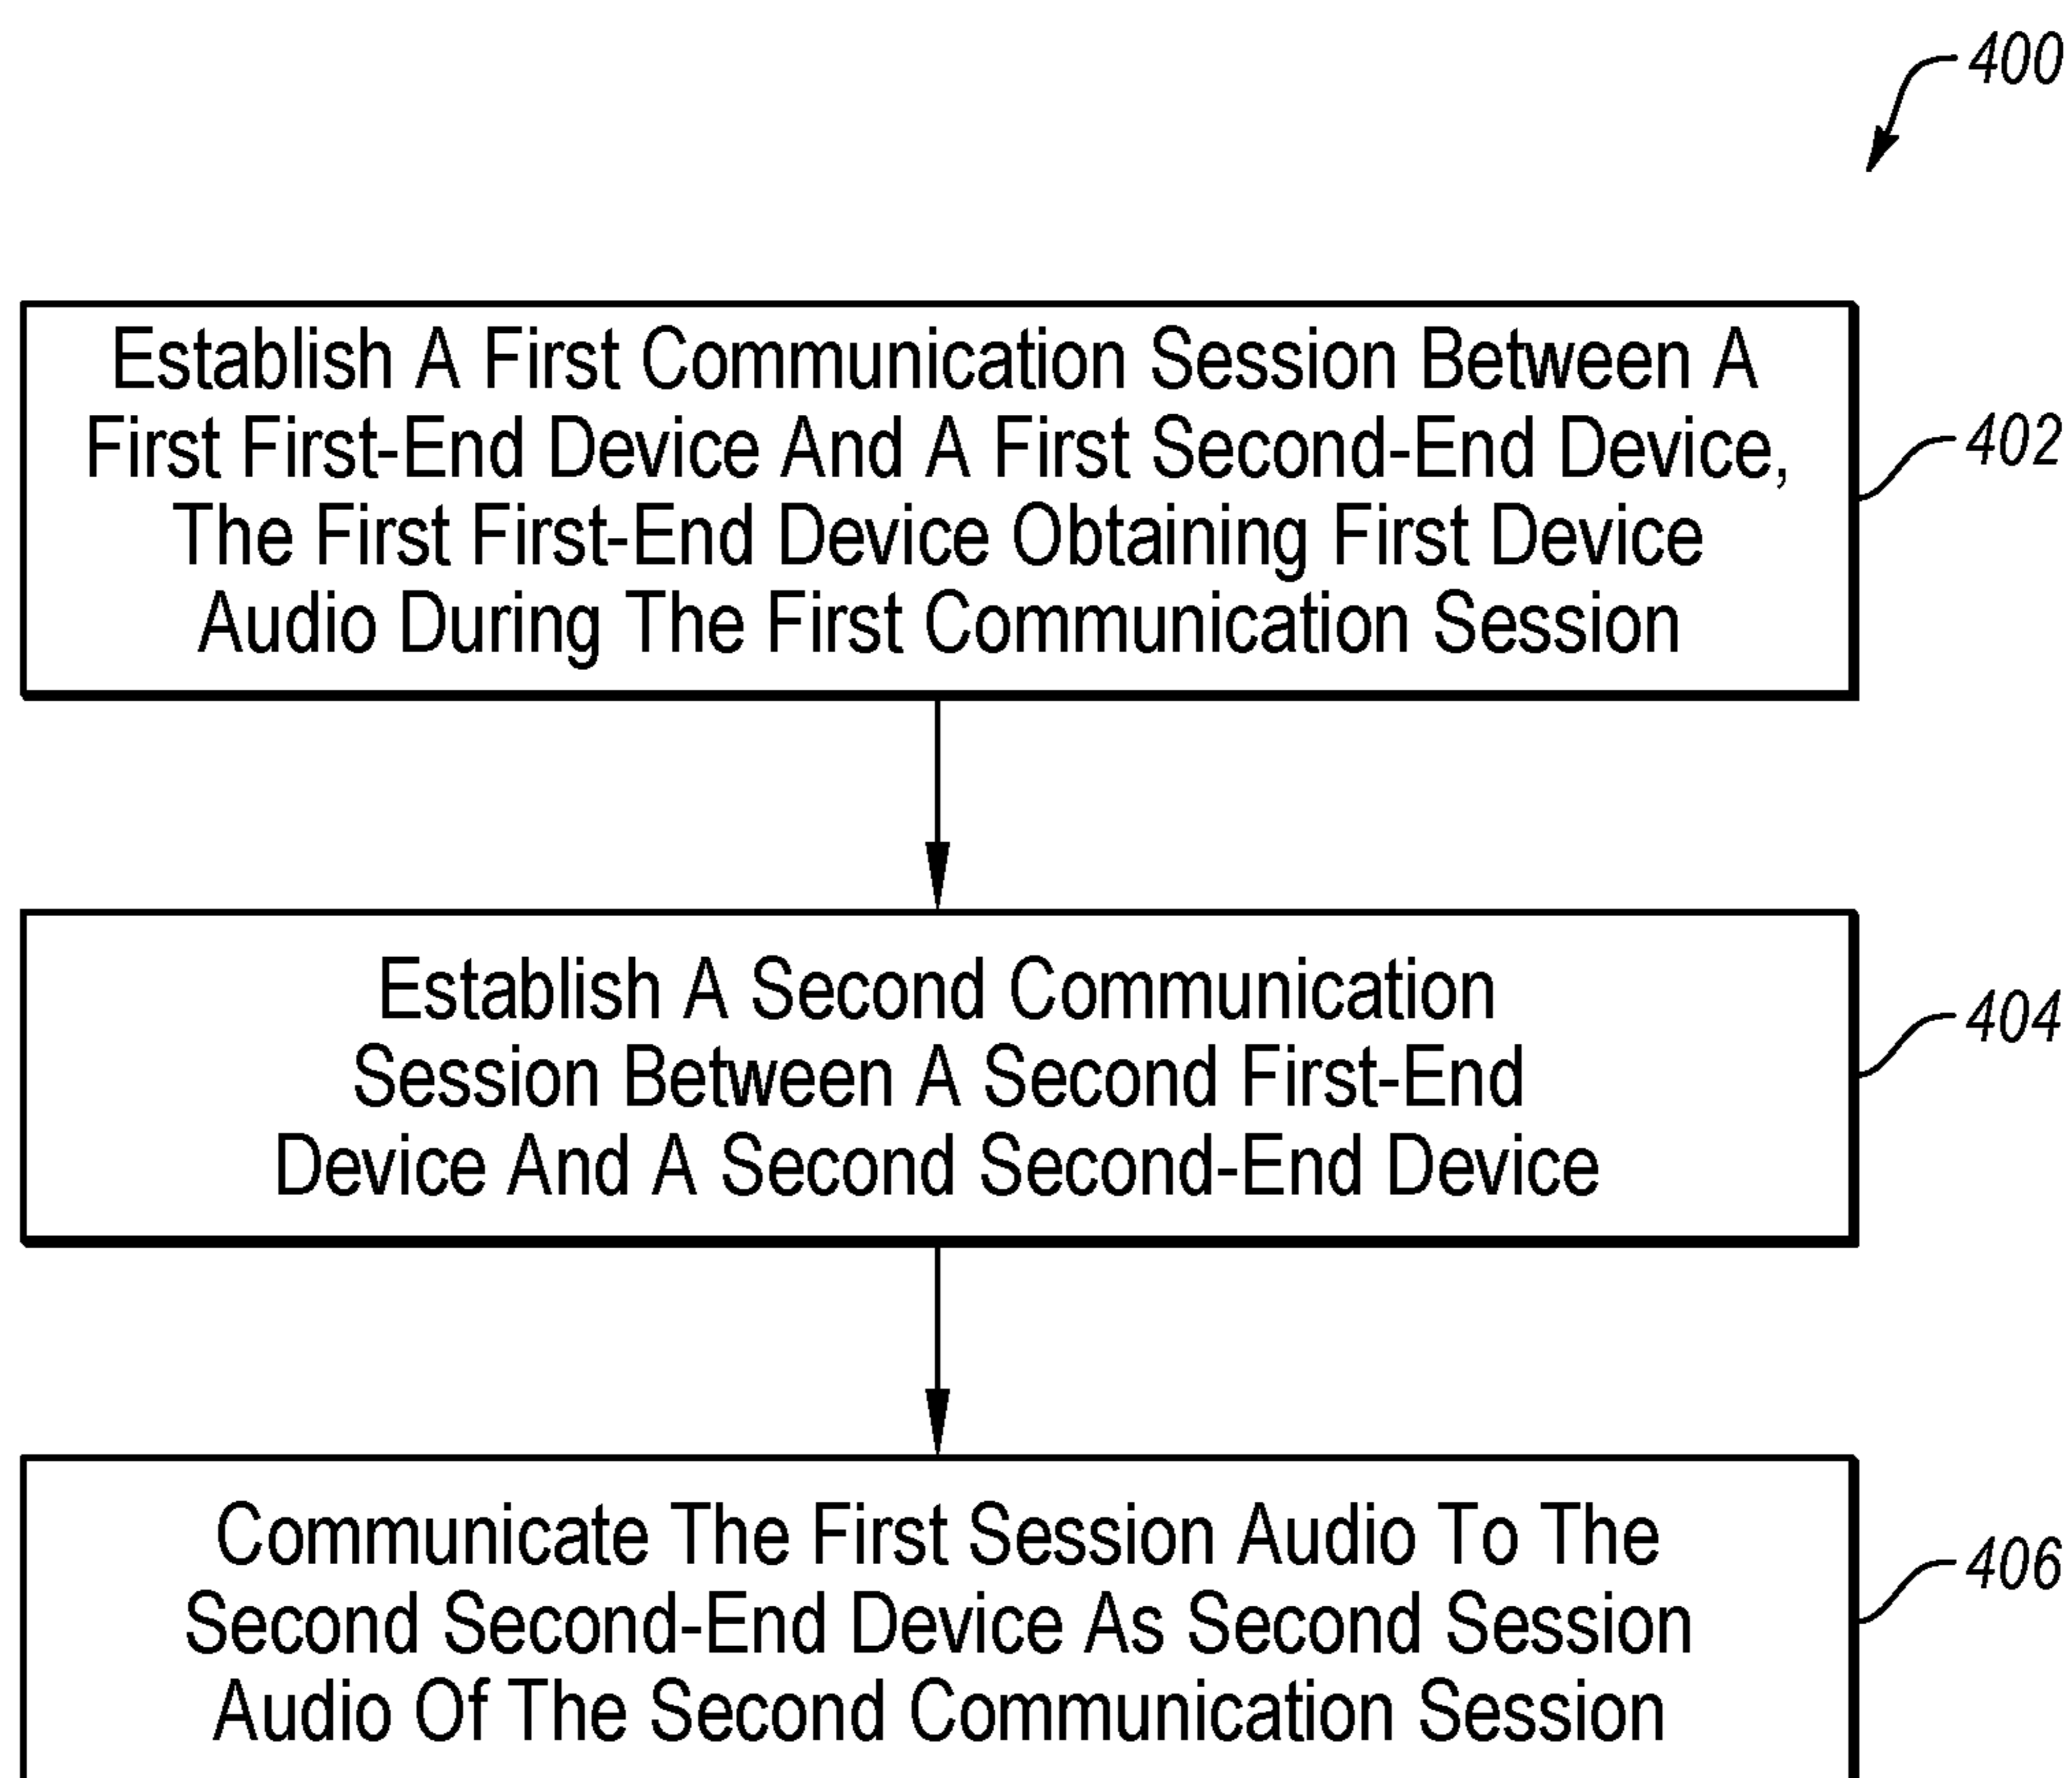 400
Establish A First Communication Session Between A
First First-End Device And A First Second-End Device,
The First First-End Device Obtaining First Device
Audio During The First Communication Session
402
Establish A Second Communication
Session Between A Second First-End
Device And A Second Second-End Device
404
Communicate The First Session Audio To The
Second Second-End Device As Second Session
Audio Of The Second Communication Session
406